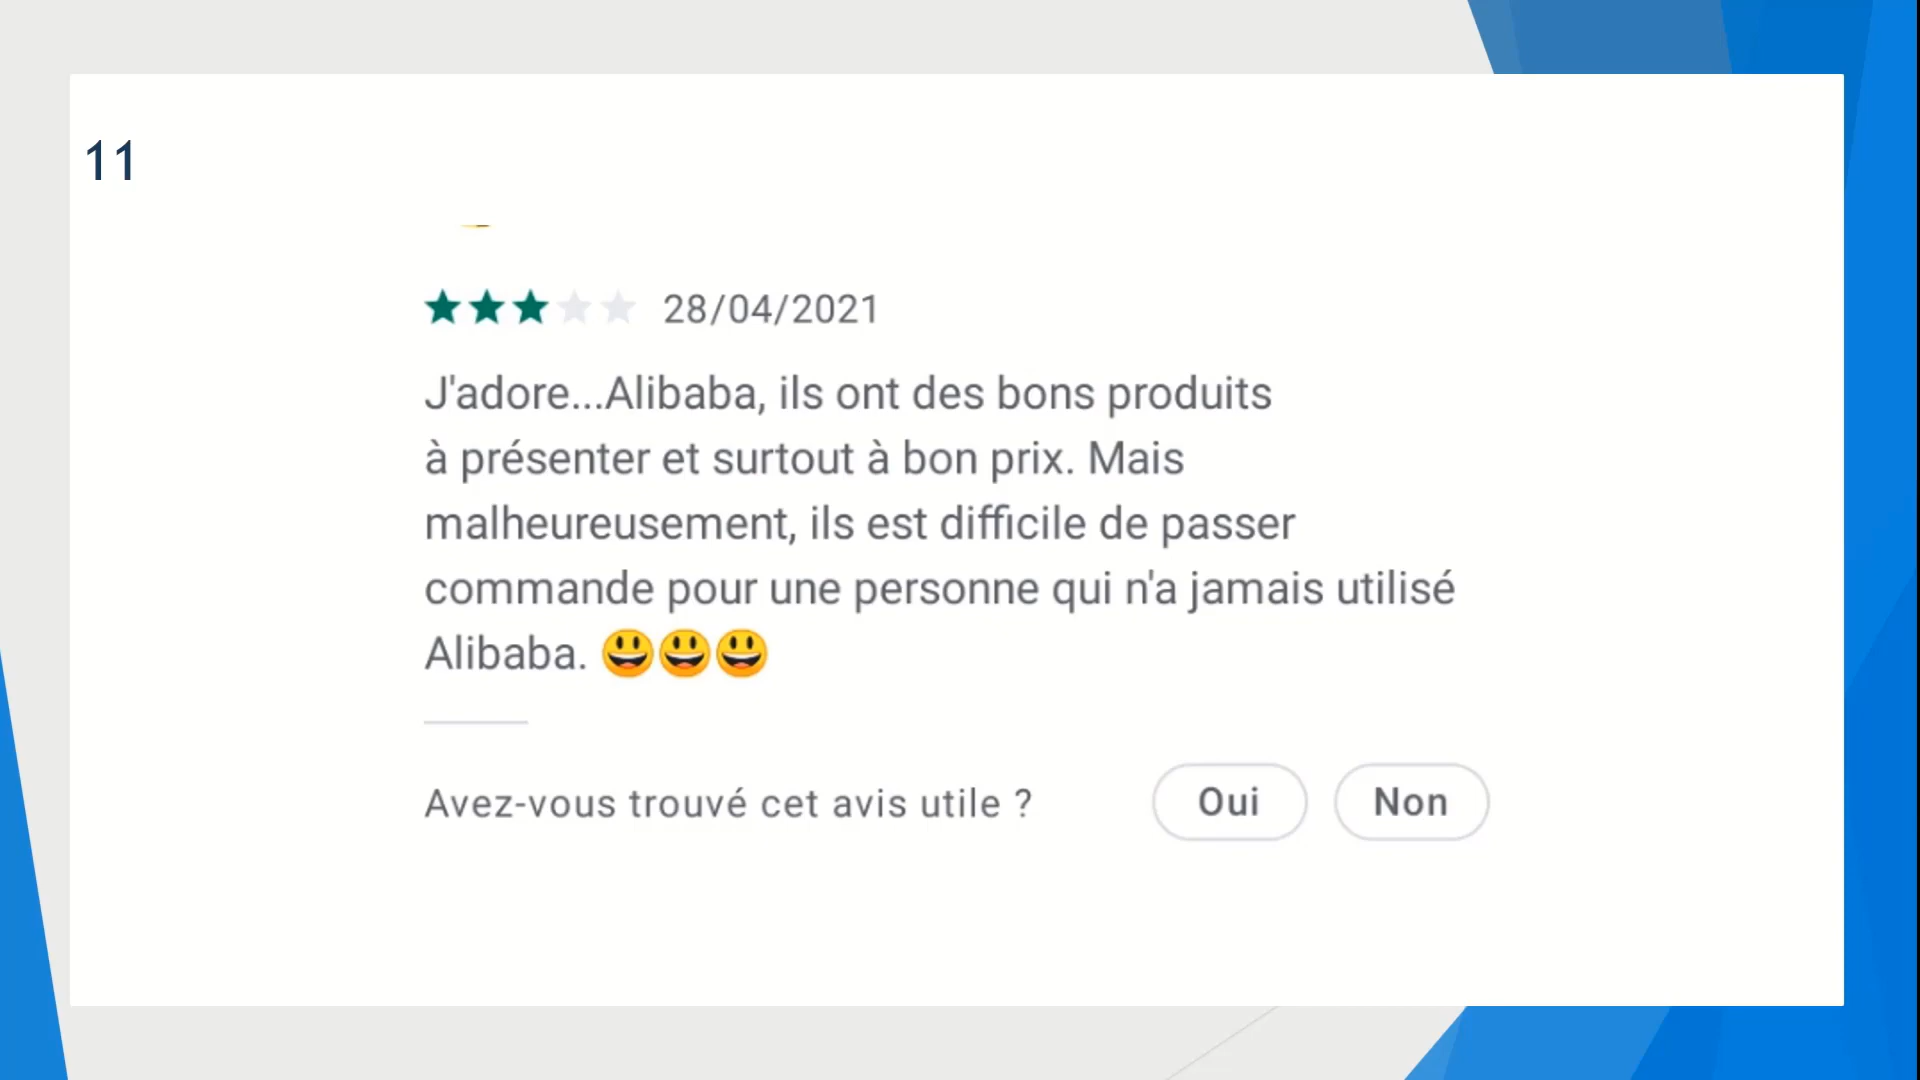 11
28/04/2021
J'adore...Alibaba, ils ont des bons produits
à présenter et surtout à bon prix. Mais
malheureusement, ils est difficile de passer
commande pour une personne qui n'a jamais utilisé
Alibaba. 😃😃😃
Avez-vous trouvé cet avis utile ?
Oui
Non